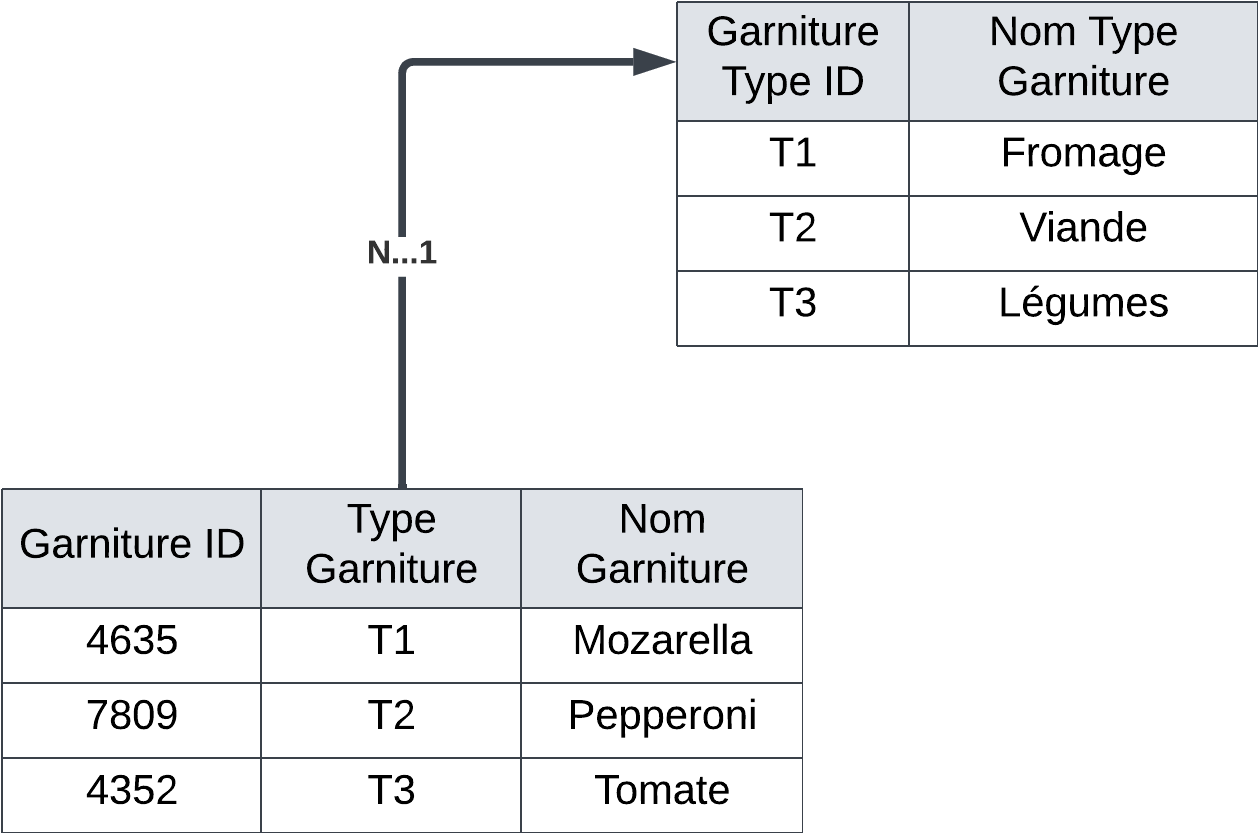 Garniture Type ID	Nom Type Garniture
T1	Fromage
T2	Viande
T3	Légumes
N...1
Garniture ID	Type Garniture	Nom Garniture
4635	T1	Mozarella
7809	T2	Pepperoni
4352	T3	Tomate